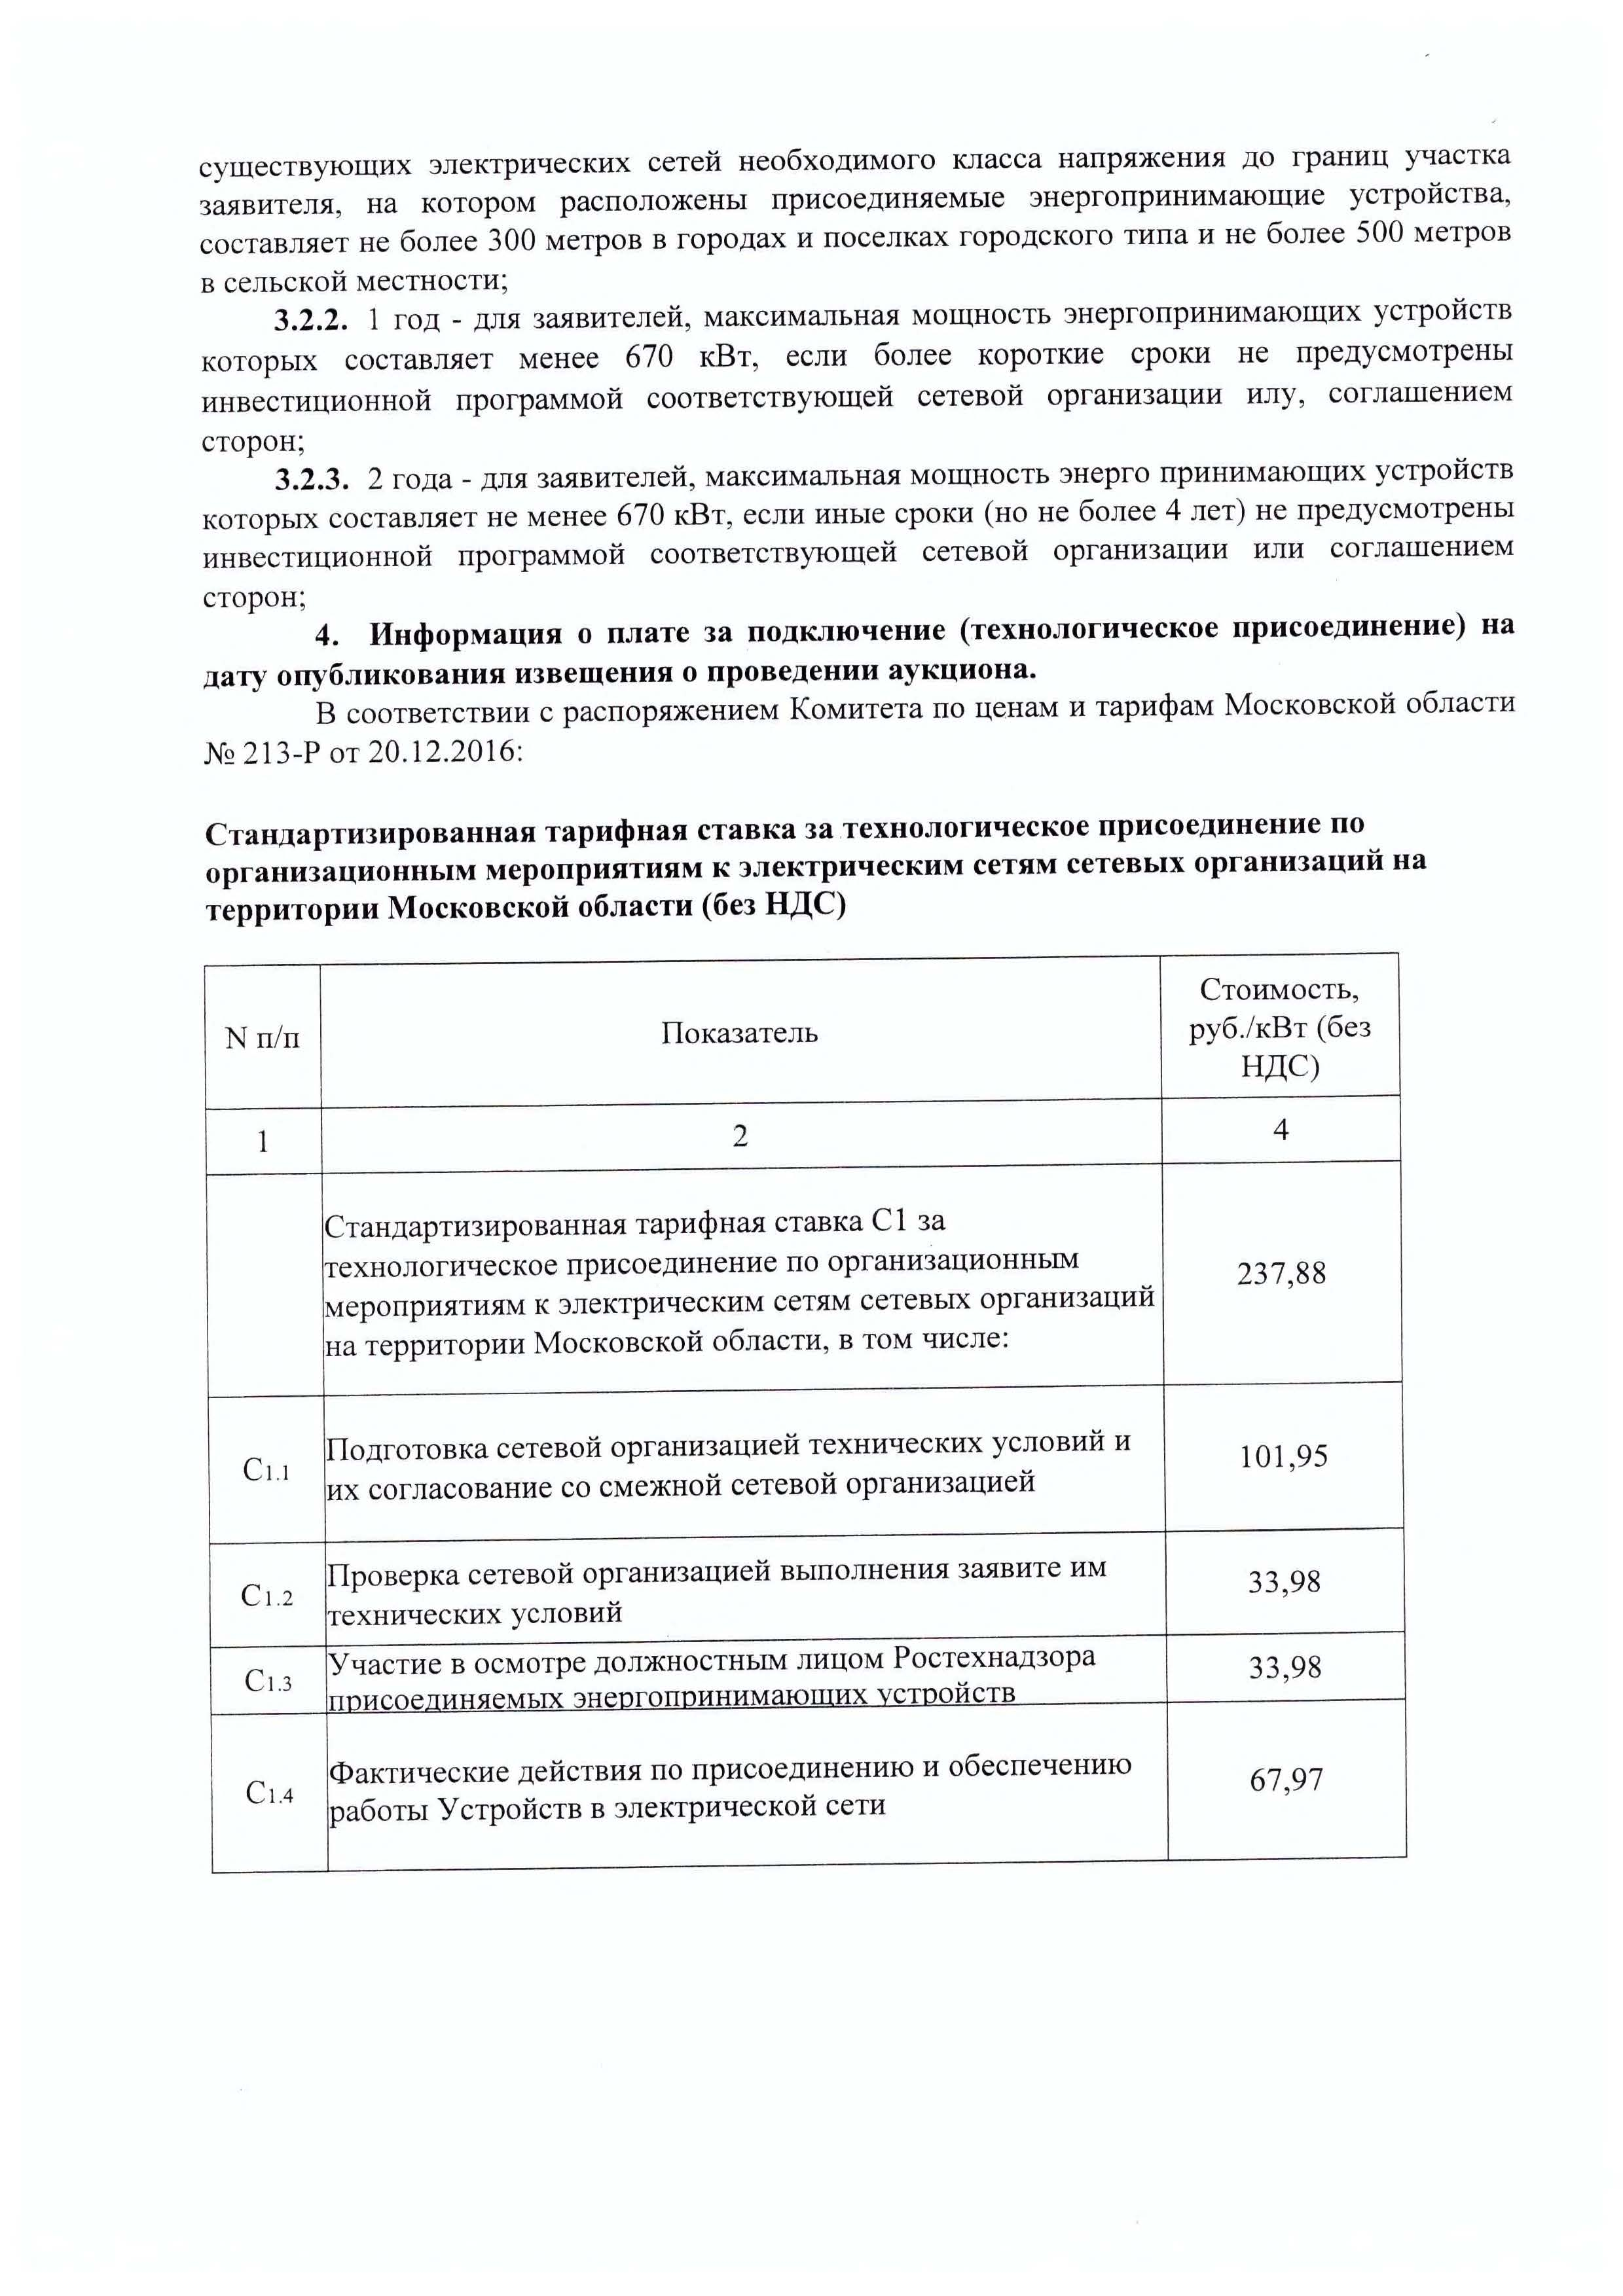 существующих электрических сетей необходимого класса напряжения до границ участка
заявителя, на котором расположены присоединяемые энергопринимающие устройства,
составляет не более 300 метров в городах и поселках городского типа и не более 500 метров
в сельской местности;
3.2.2. 1 год - для заявителей, максимальная мощность энергопринимающих устройств
которых составляет менее 670 кВт, если более короткие сроки не предусмотрены
инвестиционной программой соответствующей сетевой организации илу, соглашением
сторон;
3.2.3. 2 года - для заявителей, максимальная мощность энерго принимающих устройств
которых составляет не менее 670 кВт, если иные сроки (но не более 4 лет) не предусмотрены
инвестиционной программой соответствующей сетевой организации или соглашением
сторон;
4. Информация о плате за подключение (технологическое присоединение) на
дату опубликования извещения о проведении аукциона.
В соответствии с распоряжением Комитета по ценам и тарифам Московской области
№ 213-Р от 20.12.2016:
Стандартизированная тарифная ставка за технологическое присоединение по
организационным мероприятиям к электрическим сетям сетевых организаций на
территории Московской области (без НДС)
N п/п
Показатель
Стоимость,
руб./кВт (без
НДС)
1
2
4
Стандартизированная тарифная ставка С1 за
технологическое присоединение по организационным
мероприятиям к электрическим сетям сетевых организаций
на территории Московской области, в том числе:
237,88
С1.1
Подготовка сетевой организацией технических условий и
их согласование со смежной сетевой организацией
101,95
С1.2
Проверка сетевой организацией выполнения заявите им
технических условий
33,98
С1.3
Участие в осмотре должностным лицом Ростехнадзора
присоединяемых энергопринимающих устройств
33,98
С1.4
Фактические действия по присоединению и обеспечению
работы Устройств в электрической сети
67,97